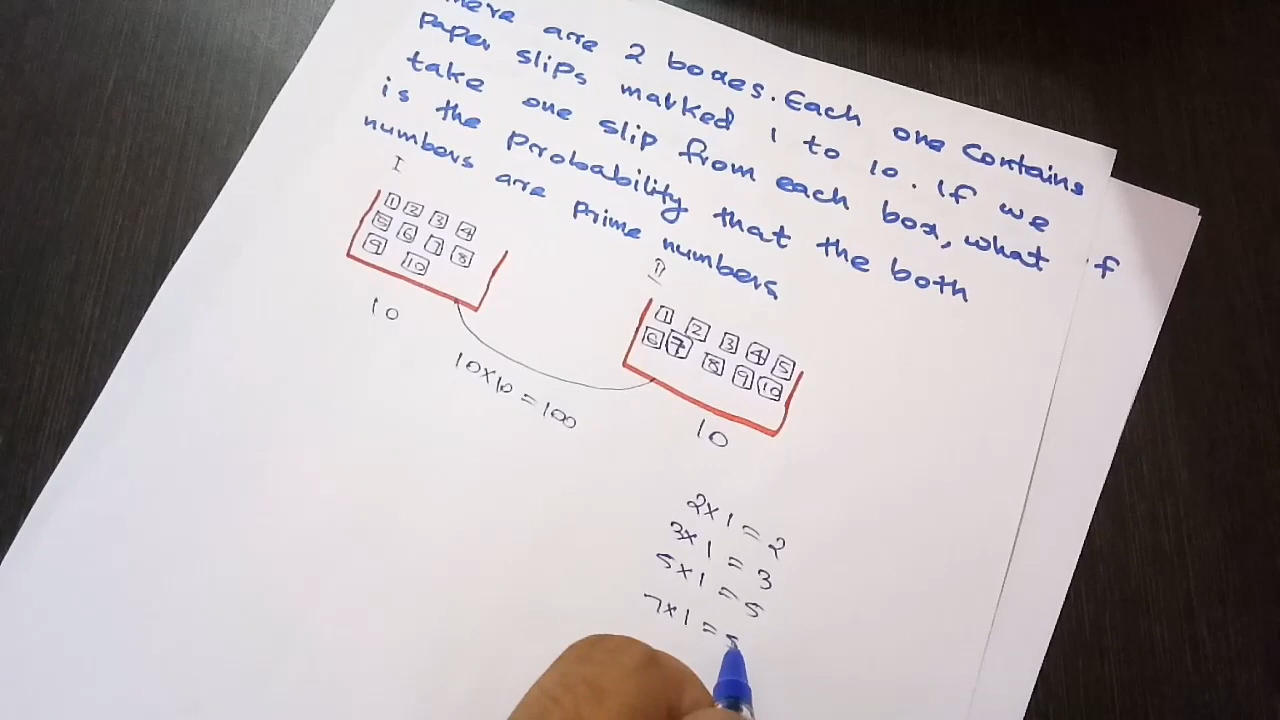 are 2 boxes. Each one contains
Paper slips marked 1 to 10. If we
take one slip from each box, what
is the probability that the both
numbers are prime numbers
f
I
1 2 3 4
5 6 7 8
9 10
10
II
1 2 3 4 5
6 7 8 9 10
10
10×10=100
2×1=2
3×1=3
5×1=5
7×1=